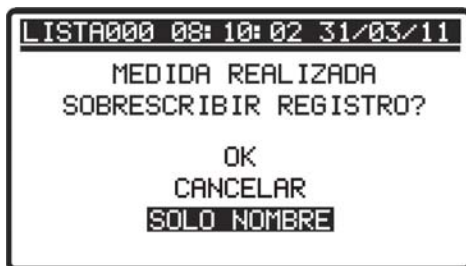 LISTA000 08:10:02 31/03/11
MEDIDA REALIZADA
SOBRESCRIBIR REGISTRO?
OK
CANCELAR
SOLO NOMBRE